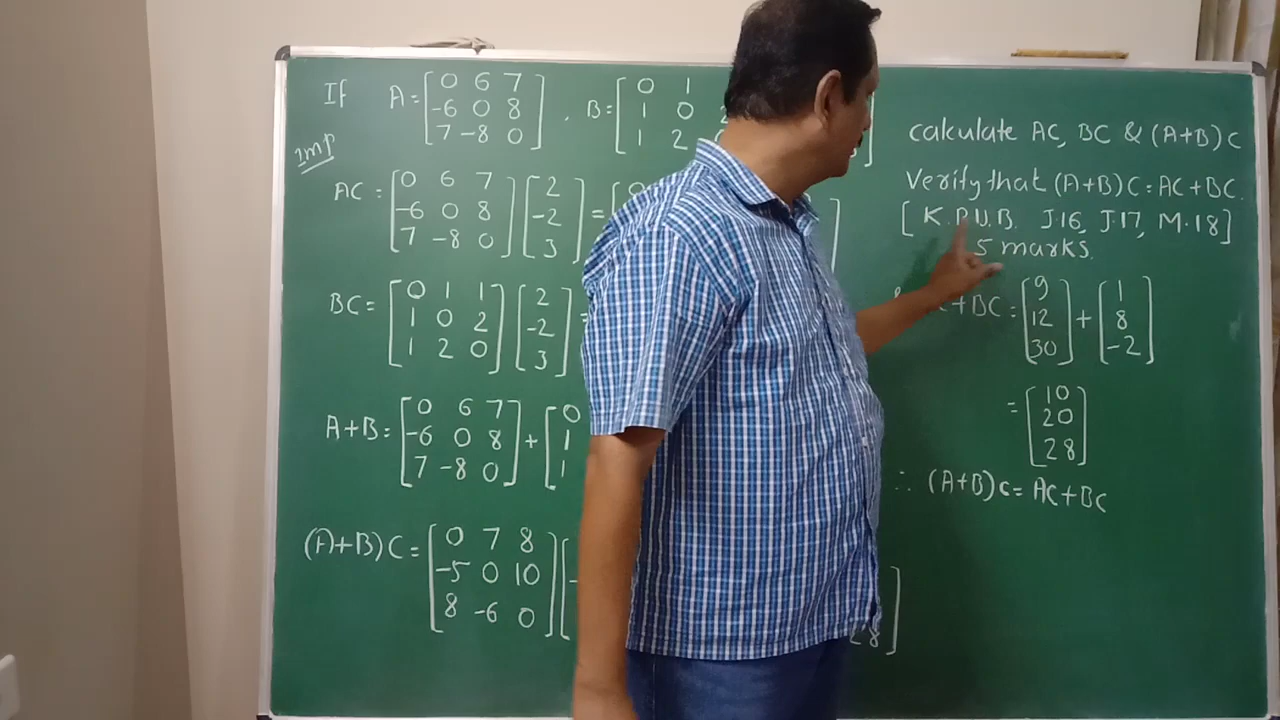 If A = [0 6 7
-6 0 8
7 -8 0] , B = [0 1
1 0
1 2
calculate AC, BC & (A+B)C
Imp
Verify that (A+B)C = AC+BC.
[K.P.U.B. J.16, J.17, M.18]
5 marks.
AC = [0 6 7
-6 0 8
7 -8 0] [2
-2
3] = [0
BC = [0 1 1
1 0 2
1 2 0] [2
-2
3] =
A+B = [0 6 7
-6 0 8
7 -8 0] + [0
1
1
(A+B)C = [0 7 8
-5 0 10
8 -6 0] [
8]
+BC = [9
12
30] + [1
8
-2]
= [10
20
28]
∴ (A+B)C = AC+BC